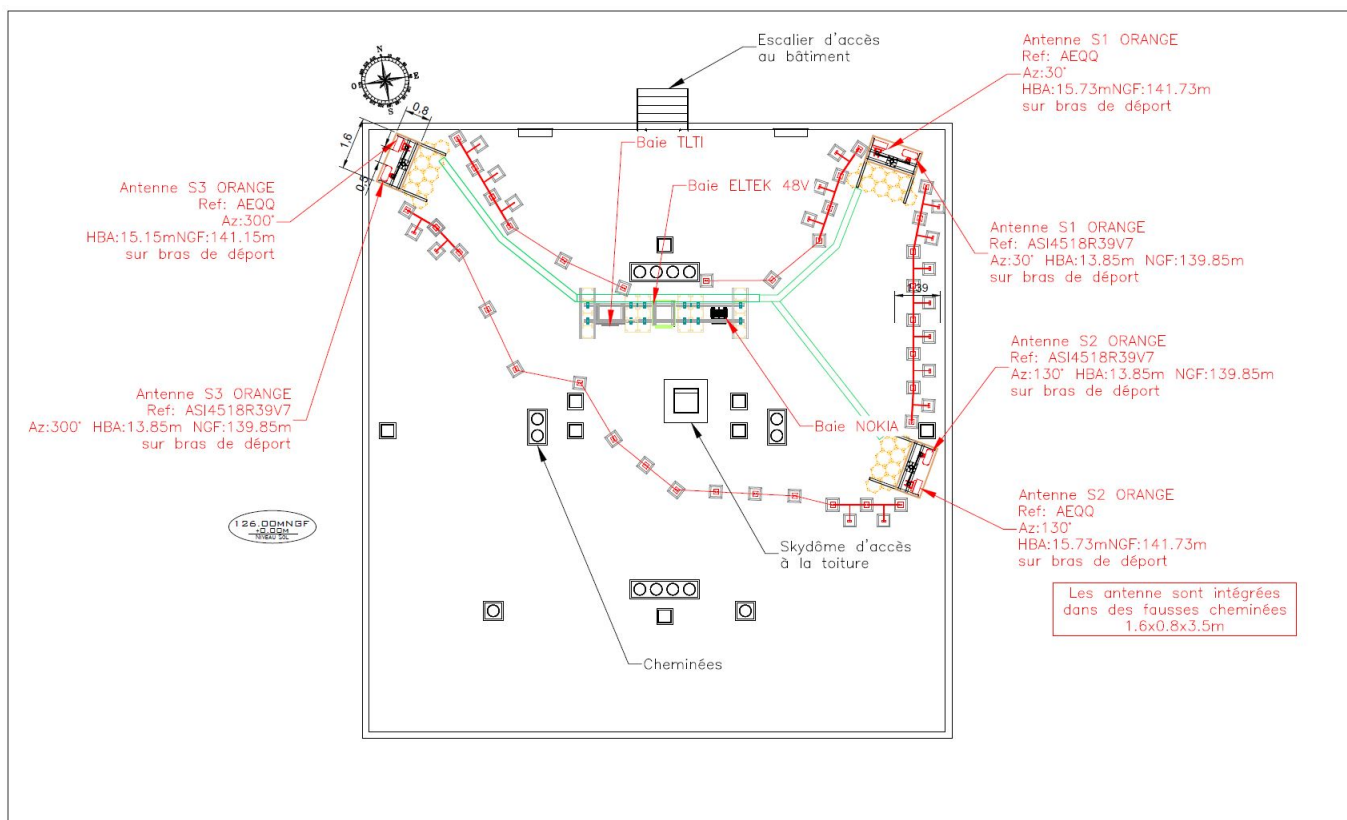 Escalier d'accès
au bâtiment
Antenne S1 ORANGE
Ref: AEQQ
Az:30°
HBA:15.73mNGF:141.73m
sur bras de déport
N
E
S
O
0,8
1,6
0,5
Baie TLTI
Baie ELTEK 48V
Antenne S3 ORANGE
Ref: AEQQ
Az:300°
HBA:15.15mNGF:141.15m
sur bras de déport
Antenne S1 ORANGE
Ref: ASI4518R39V7
Az:30° HBA:13.85m NGF:139.85m
sur bras de déport
1,39
Antenne S2 ORANGE
Ref: ASI4518R39V7
Az:130° HBA:13.85m NGF:139.85m
sur bras de déport
Antenne S3 ORANGE
Ref: ASI4518R39V7
Az:300° HBA:13.85m NGF:139.85m
sur bras de déport
Baie NOKIA
Antenne S2 ORANGE
Ref: AEQQ
Az:130°
HBA:15.73mNGF:141.73m
sur bras de déport
126.00MNGF
+0.00M
NIVEAU SOL
Skydôme d'accès
à la toiture
Les antenne sont intégrées
dans des fausses cheminées
1.6x0.8x3.5m
Cheminées